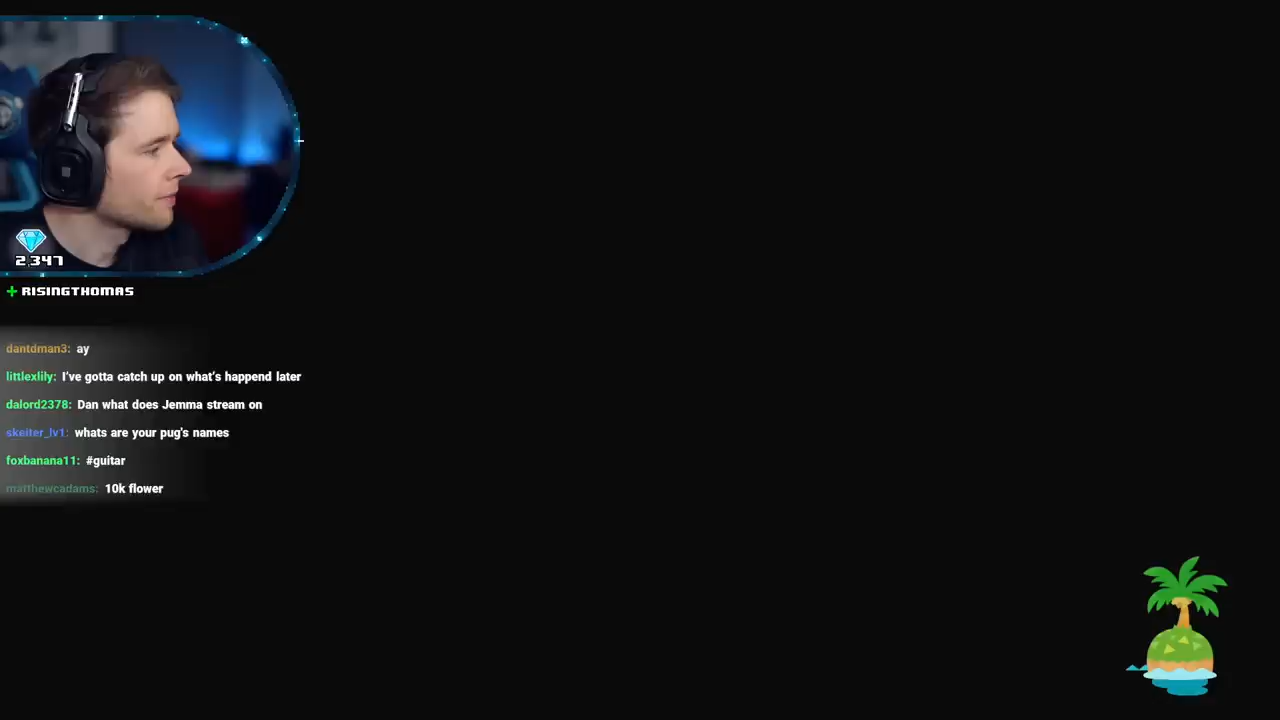 2,347
+ RISINGTHOMAS
dantdman3: ay
littlexlily: I've gotta catch up on what's happend later
dalord2378: Dan what does Jemma stream on
skeiter_lv1: whats are your pug's names
foxbanana11: #guitar
matthewcadams: 10k flower